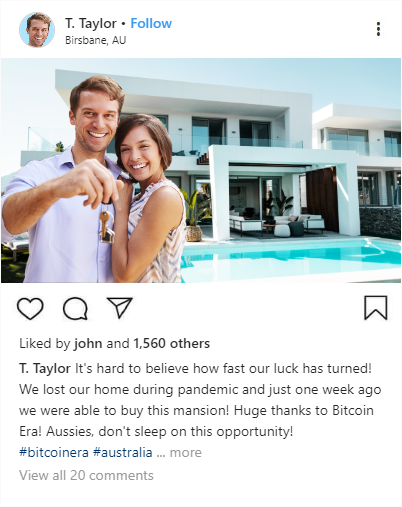 T. Taylor • Follow
Birsbane, AU
Liked by john and 1,560 others
T. Taylor It's hard to believe how fast our luck has turned!
We lost our home during pandemic and just one week ago
we were able to buy this mansion! Huge thanks to Bitcoin
Era! Aussies, don't sleep on this opportunity!
#bitcoinera #australia ... more
View all 20 comments